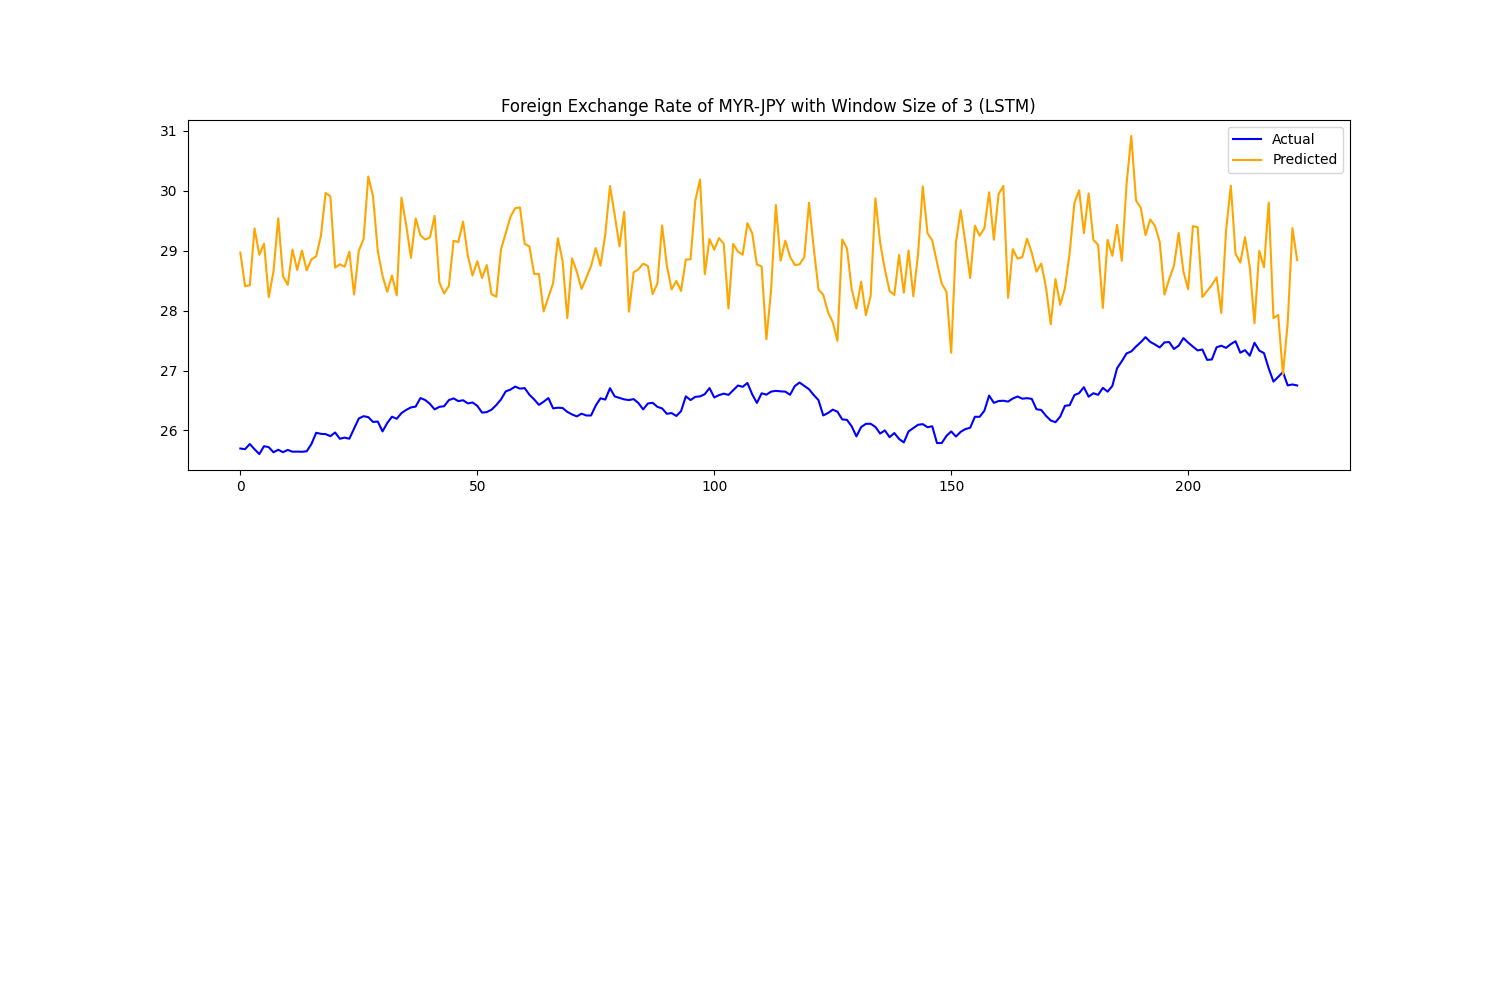 Foreign Exchange Rate of MYR-JPY with Window Size of 3 (LSTM)
Actual
Predicted
31
30
29
28
27
26
0 50 100 150 200